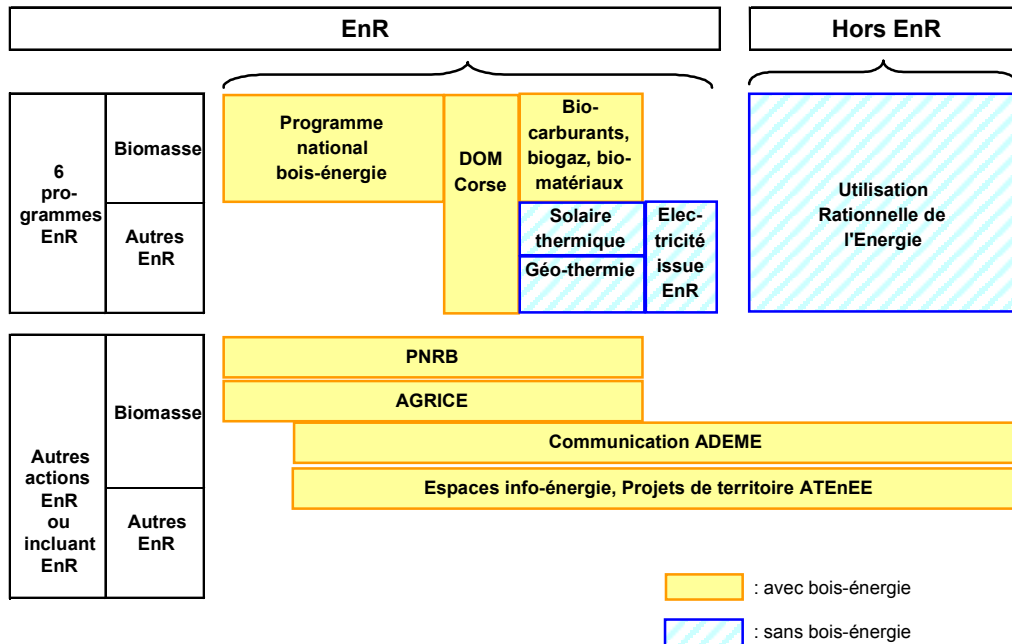 EnR
Hors EnR
6
pro-
grammes
EnR
Biomasse
Autres
EnR
Programme
national
bois-énergie
DOM
Corse
Bio-
carburants,
biogaz, bio-
matériaux
Solaire
thermique
Géo-thermie
Elec-
tricité
issue
EnR
Utilisation
Rationnelle de
l'Energie
Autres
actions
EnR
ou
incluant
EnR
Biomasse
Autres
EnR
PNRB
AGRICE
Communication ADEME
Espaces info-énergie, Projets de territoire ATEnEE
: avec bois-énergie
: sans bois-énergie